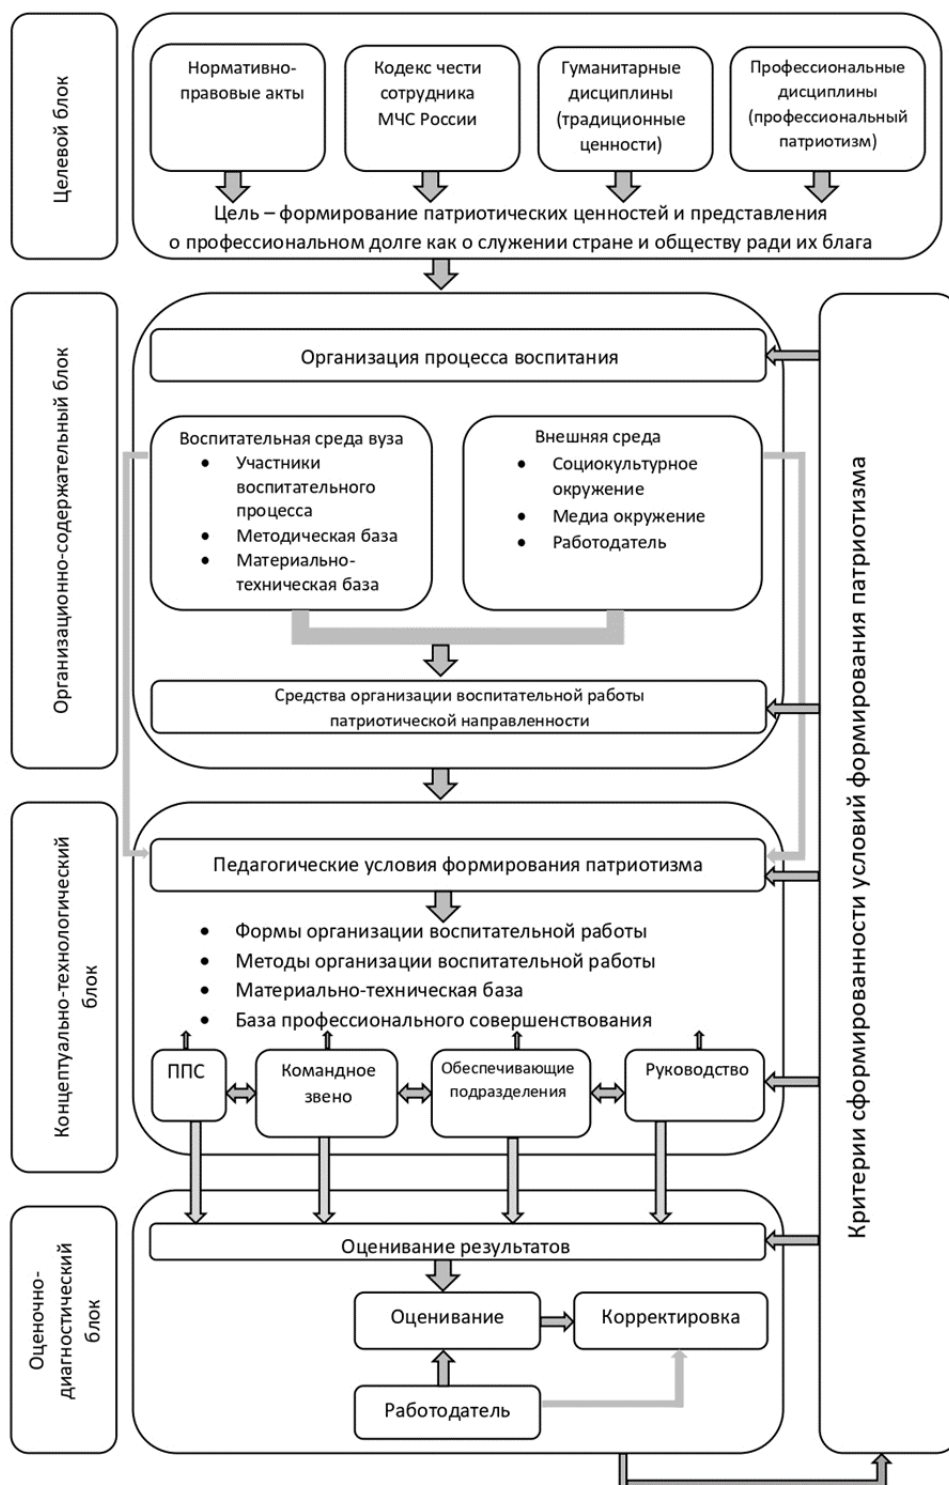 Целевой блок
Нормативно-
правовые акты
Кодекс чести
сотрудника
МЧС России
Гуманитарные
дисциплины
(традиционные
ценности)
Профессиональные
дисциплины
(профессиональный
патриотизм)
Цель – формирование патриотических ценностей и представления
о профессиональном долге как о служении стране и обществу ради их блага
Организационно-содержательный блок
Организация процесса воспитания
Воспитательная среда вуза
• Участники
воспитательного
процесса
• Методическая база
• Материально-
техническая база
Внешняя среда
• Социокультурное
окружение
• Медиа окружение
• Работодатель
Средства организации воспитательной работы
патриотической направленности
Критерии сформированности условий формирования патриотизма
Концептуально-технологический
блок
Педагогические условия формирования патриотизма
• Формы организации воспитательной работы
• Методы организации воспитательной работы
• Материально-техническая база
• База профессионального совершенствования
ППС
Командное
звено
Обеспечивающие
подразделения
Руководство
Оценочно-
диагностический
блок
Оценивание результатов
Оценивание
Корректировка
Работодатель